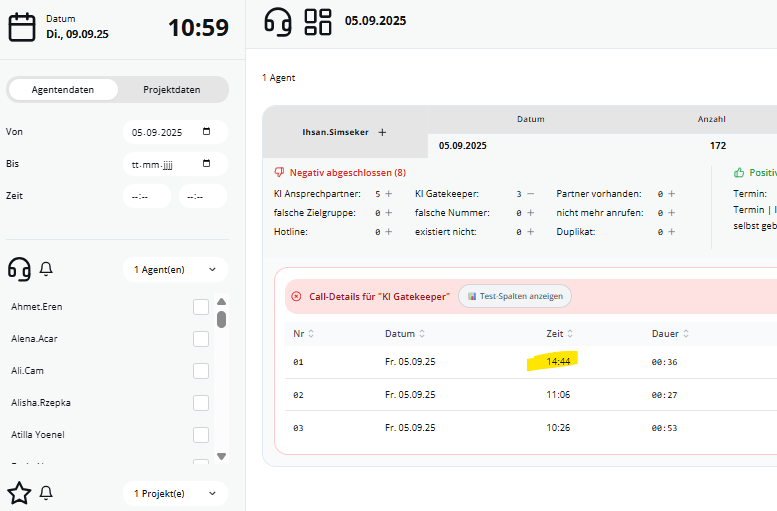 Datum
Di., 09.09.25
10:59
05.09.2025
Agentendaten
Projektdaten
Von
05-09-2025
Bis
tt.mm.jjjj
Zeit
--:--
--:--
1 Agent(en)
Ahmet.Eren
Alena.Acar
Ali.Cam
Alisha.Rzepka
Atilla Yoenel
1 Projekt(e)
1 Agent
Ihsan.Simseker +
Datum
Anzahl
05.09.2025
172
Negativ abgeschlossen (8)
KI Ansprechpartner: 5 + KI Gatekeeper: 3 − Partner vorhanden: 0 +
falsche Zielgruppe: 0 + falsche Nummer: 0 + nicht mehr anrufen: 0 +
Hotline: 0 + existiert nicht: 0 + Duplikat: 0 +
Positiv
Termin:
Termin |
selbst geb
Call-Details für "KI Gatekeeper"
Test-Spalten anzeigen
Nr Datum Zeit Dauer
01 Fr. 05.09.25 14:44 00:36
02 Fr. 05.09.25 11:06 00:27
03 Fr. 05.09.25 10:26 00:53